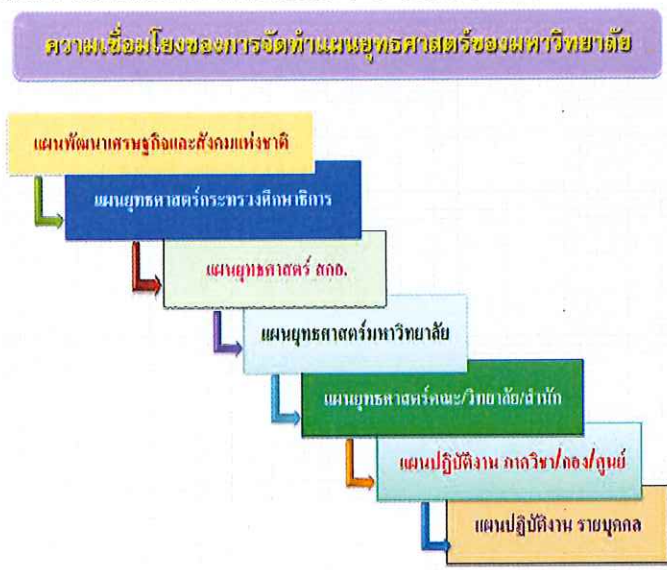 ความเชื่อมโยงของการจัดทำแผนยุทธศาสตร์ของมหาวิทยาลัย
แผนพัฒนาเศรษฐกิจและสังคมแห่งชาติ
แผนยุทธศาสตร์กระทรวงศึกษาธิการ
แผนยุทธศาสตร์ สกอ.
แผนยุทธศาสตร์มหาวิทยาลัย
แผนยุทธศาสตร์คณะ/วิทยาลัย/สำนัก
แผนปฏิบัติงาน ภาควิชา/กอง/ศูนย์
แผนปฏิบัติงาน รายบุคคล